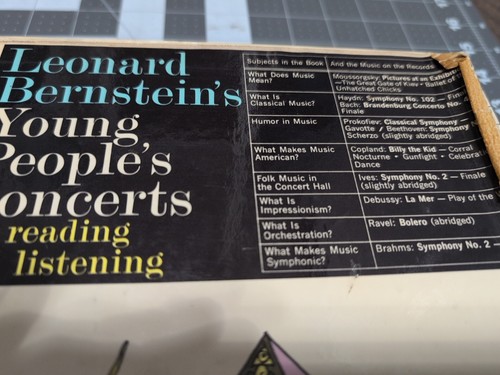 Leonard
Bernstein's
Young
People's
oncerts
reading
listening
Subjects in the Book
And the Music on the Records
What Does Music
Mean?
Moussorgsky: Pictures at an Exhibit
—The Great Gate of Kiev • Ballet of
Unhatched Chicks
What Is
Classical Music?
Haydn: Symphony No. 102 — Finale
Bach: Brandenburg Concerto No.
Finale
Humor in Music
Prokofiev: Classical Symphony —
Gavotte / Beethoven: Symphony
Scherzo (slightly abridged)
What Makes Music
American?
Copland: Billy the Kid — Corral
Nocturne • Gunfight • Celebra
Dance
Folk Music in
the Concert Hall
Ives: Symphony No. 2 — Finale
(slightly abridged)
What Is
Impressionism?
Debussy: La Mer — Play of the
What Is
Orchestration?
Ravel: Bolero (abridged)
What Makes Music
Symphonic?
Brahms: Symphony No. 2 —